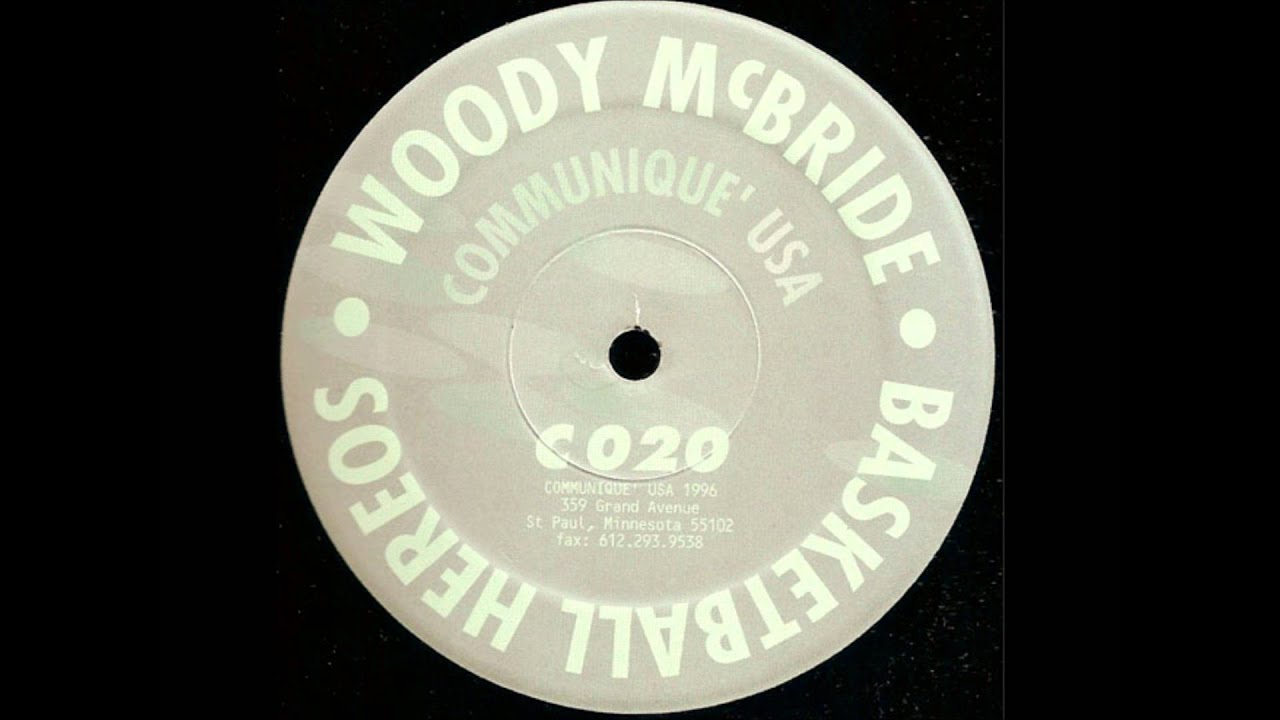 WOODY McBRIDE • BASKETBALL HEREOS •
COMMUNIQUE' USA
C 020
COMMUNIQUE' USA 1996
359 Grand Avenue
St Paul, Minnesota 55102
fax: 612.293.9538